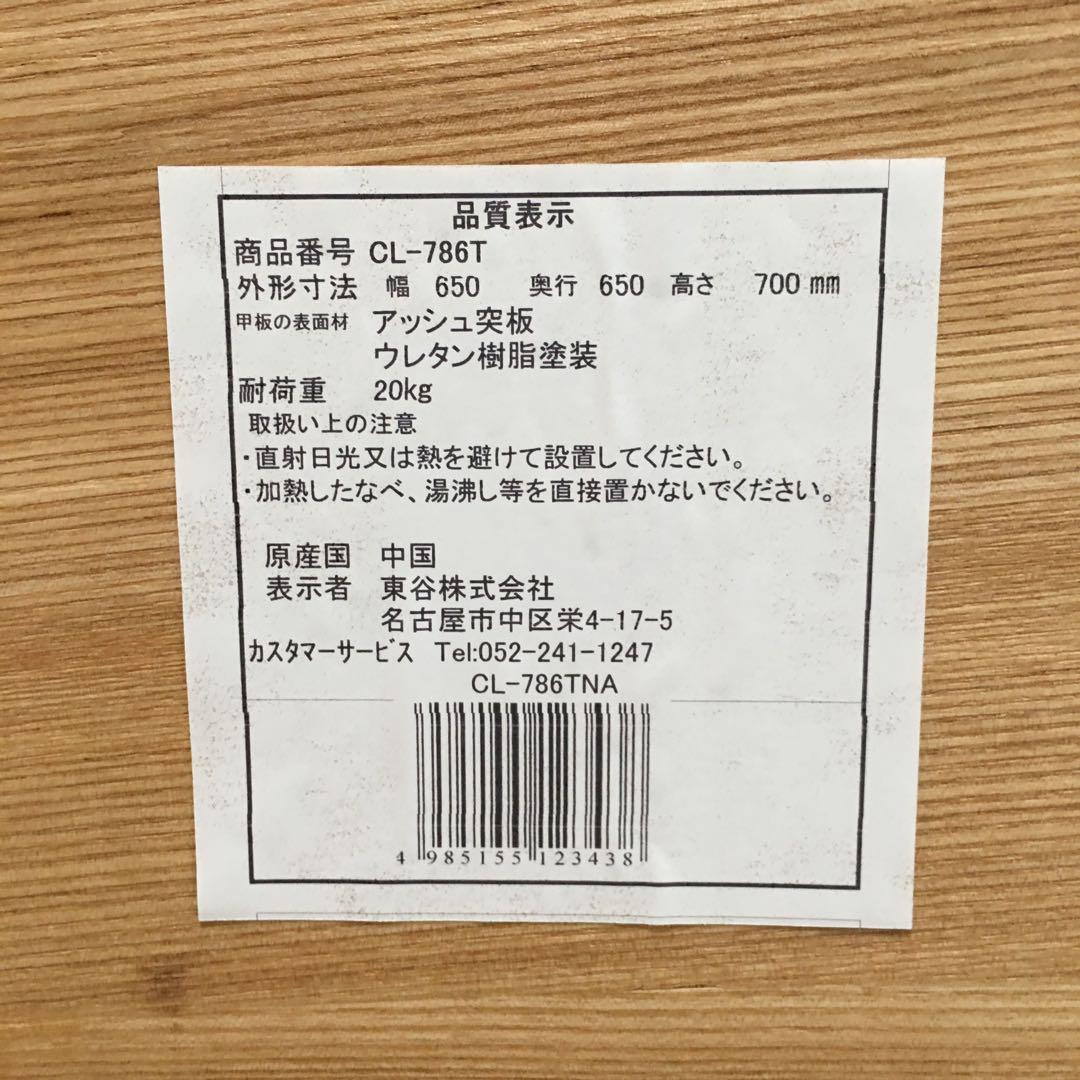 品質表示
商品番号 CL-786T
外形寸法 幅 650 奥行 650 高さ 700㎜
甲板の表面材 アッシュ突板
ウレタン樹脂塗装
耐荷重 20kg
取扱い上の注意
・直射日光又は熱を避けて設置してください。
・加熱したなべ、湯沸し等を直接置かないでください。
原産国 中国
表示者 東谷株式会社
名古屋市中区栄4-17-5
カスタマーサービス Tel:052-241-1247
CL-786TNA
4 985155 123438